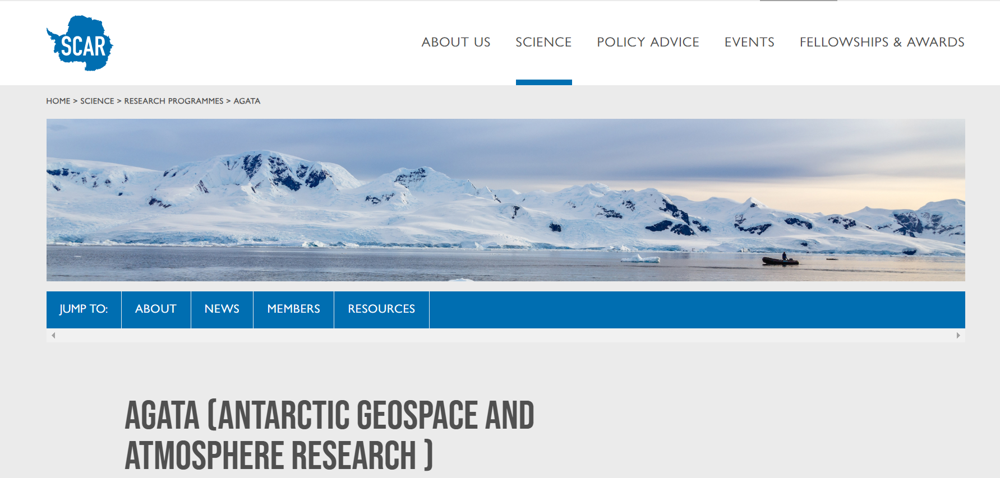 SCAR
ABOUT US SCIENCE POLICY ADVICE EVENTS FELLOWSHIPS & AWARDS
HOME > SCIENCE > RESEARCH PROGRAMMES > AGATA
JUMP TO: ABOUT NEWS MEMBERS RESOURCES
AGATA (ANTARCTIC GEOSPACE AND
ATMOSPHERE RESEARCH )